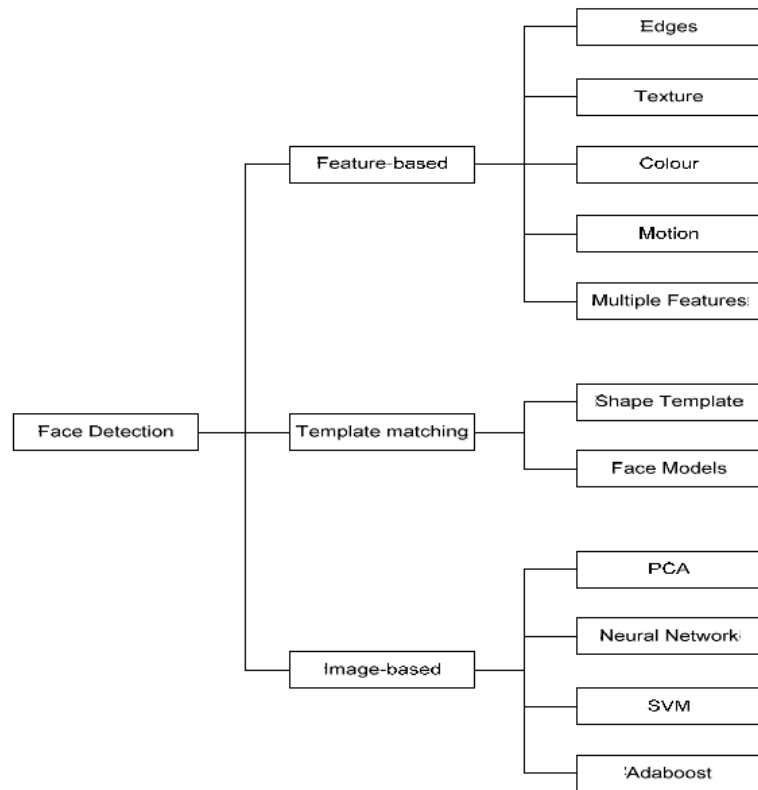 Edges
Texture
Feature-based
Colour
Motion
Multiple Features
Shape Template
Face Detection
Template matching
Face Models
PCA
Neural Network
Image-based
SVM
Adaboost